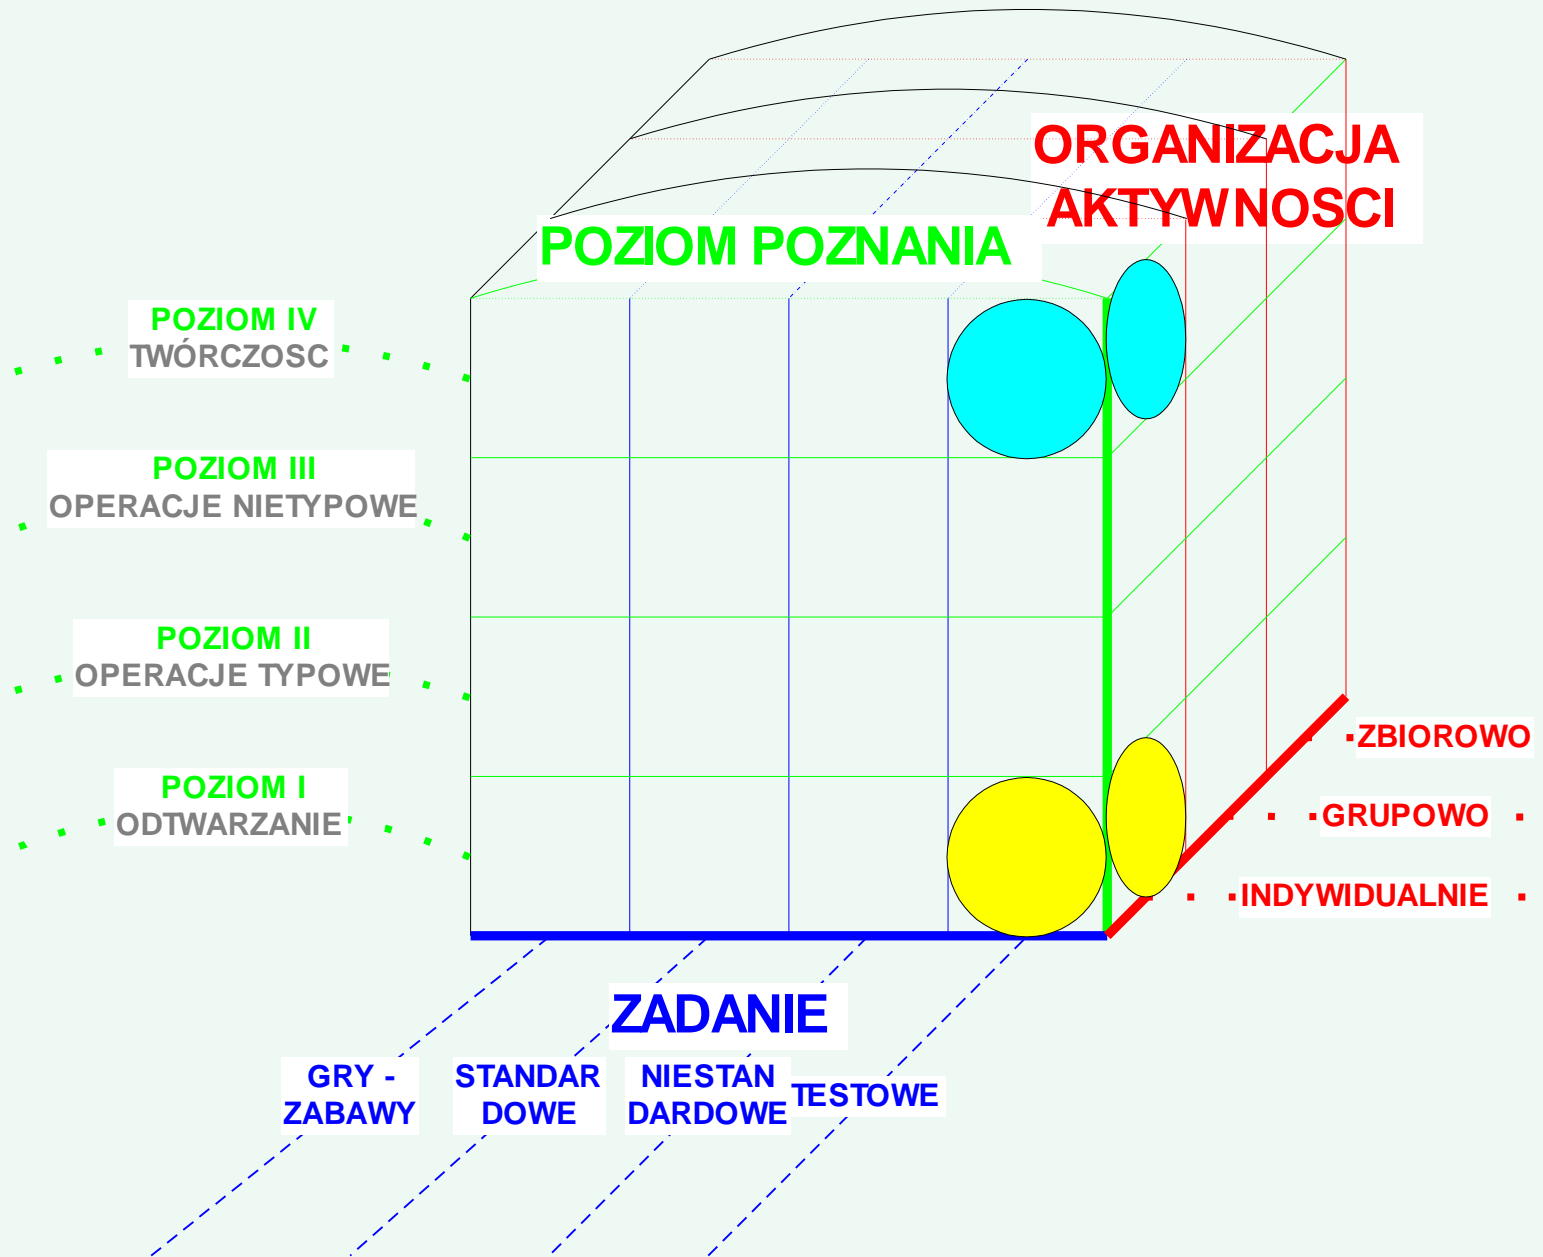 ORGANIZACJA
AKTYWNOSCI
POZIOM POZNANIA
POZIOM IV
TWÓRCZOSC
POZIOM III
OPERACJE NIETYPOWE
POZIOM II
OPERACJE TYPOWE
POZIOM I
ODTWARZANIE
ZBIOROWO
GRUPOWO
INDYWIDUALNIE
ZADANIE
GRY -
ZABAWY
STANDAR
DOWE
NIESTAN
DARDOWE
TESTOWE